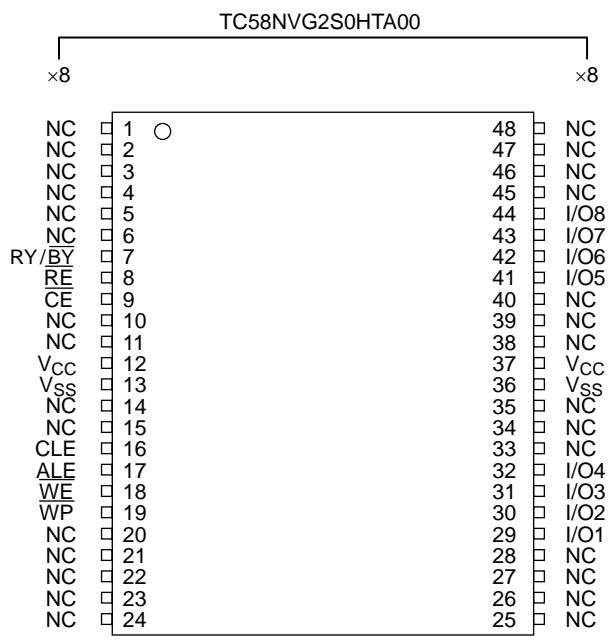 TC58NVG2S0HTA00
×8 ×8
NC 1 48 NC
NC 2 47 NC
NC 3 46 NC
NC 4 45 NC
NC 5 44 I/O8
NC 6 43 I/O7
RY/B̅Y̅ 7 42 I/O6
R̅E̅ 8 41 I/O5
C̅E̅ 9 40 NC
NC 10 39 NC
NC 11 38 NC
VCC 12 37 VCC
VSS 13 36 VSS
NC 14 35 NC
NC 15 34 NC
CLE 16 33 NC
ALE 17 32 I/O4
W̅E̅ 18 31 I/O3
W̅P̅ 19 30 I/O2
NC 20 29 I/O1
NC 21 28 NC
NC 22 27 NC
NC 23 26 NC
NC 24 25 NC